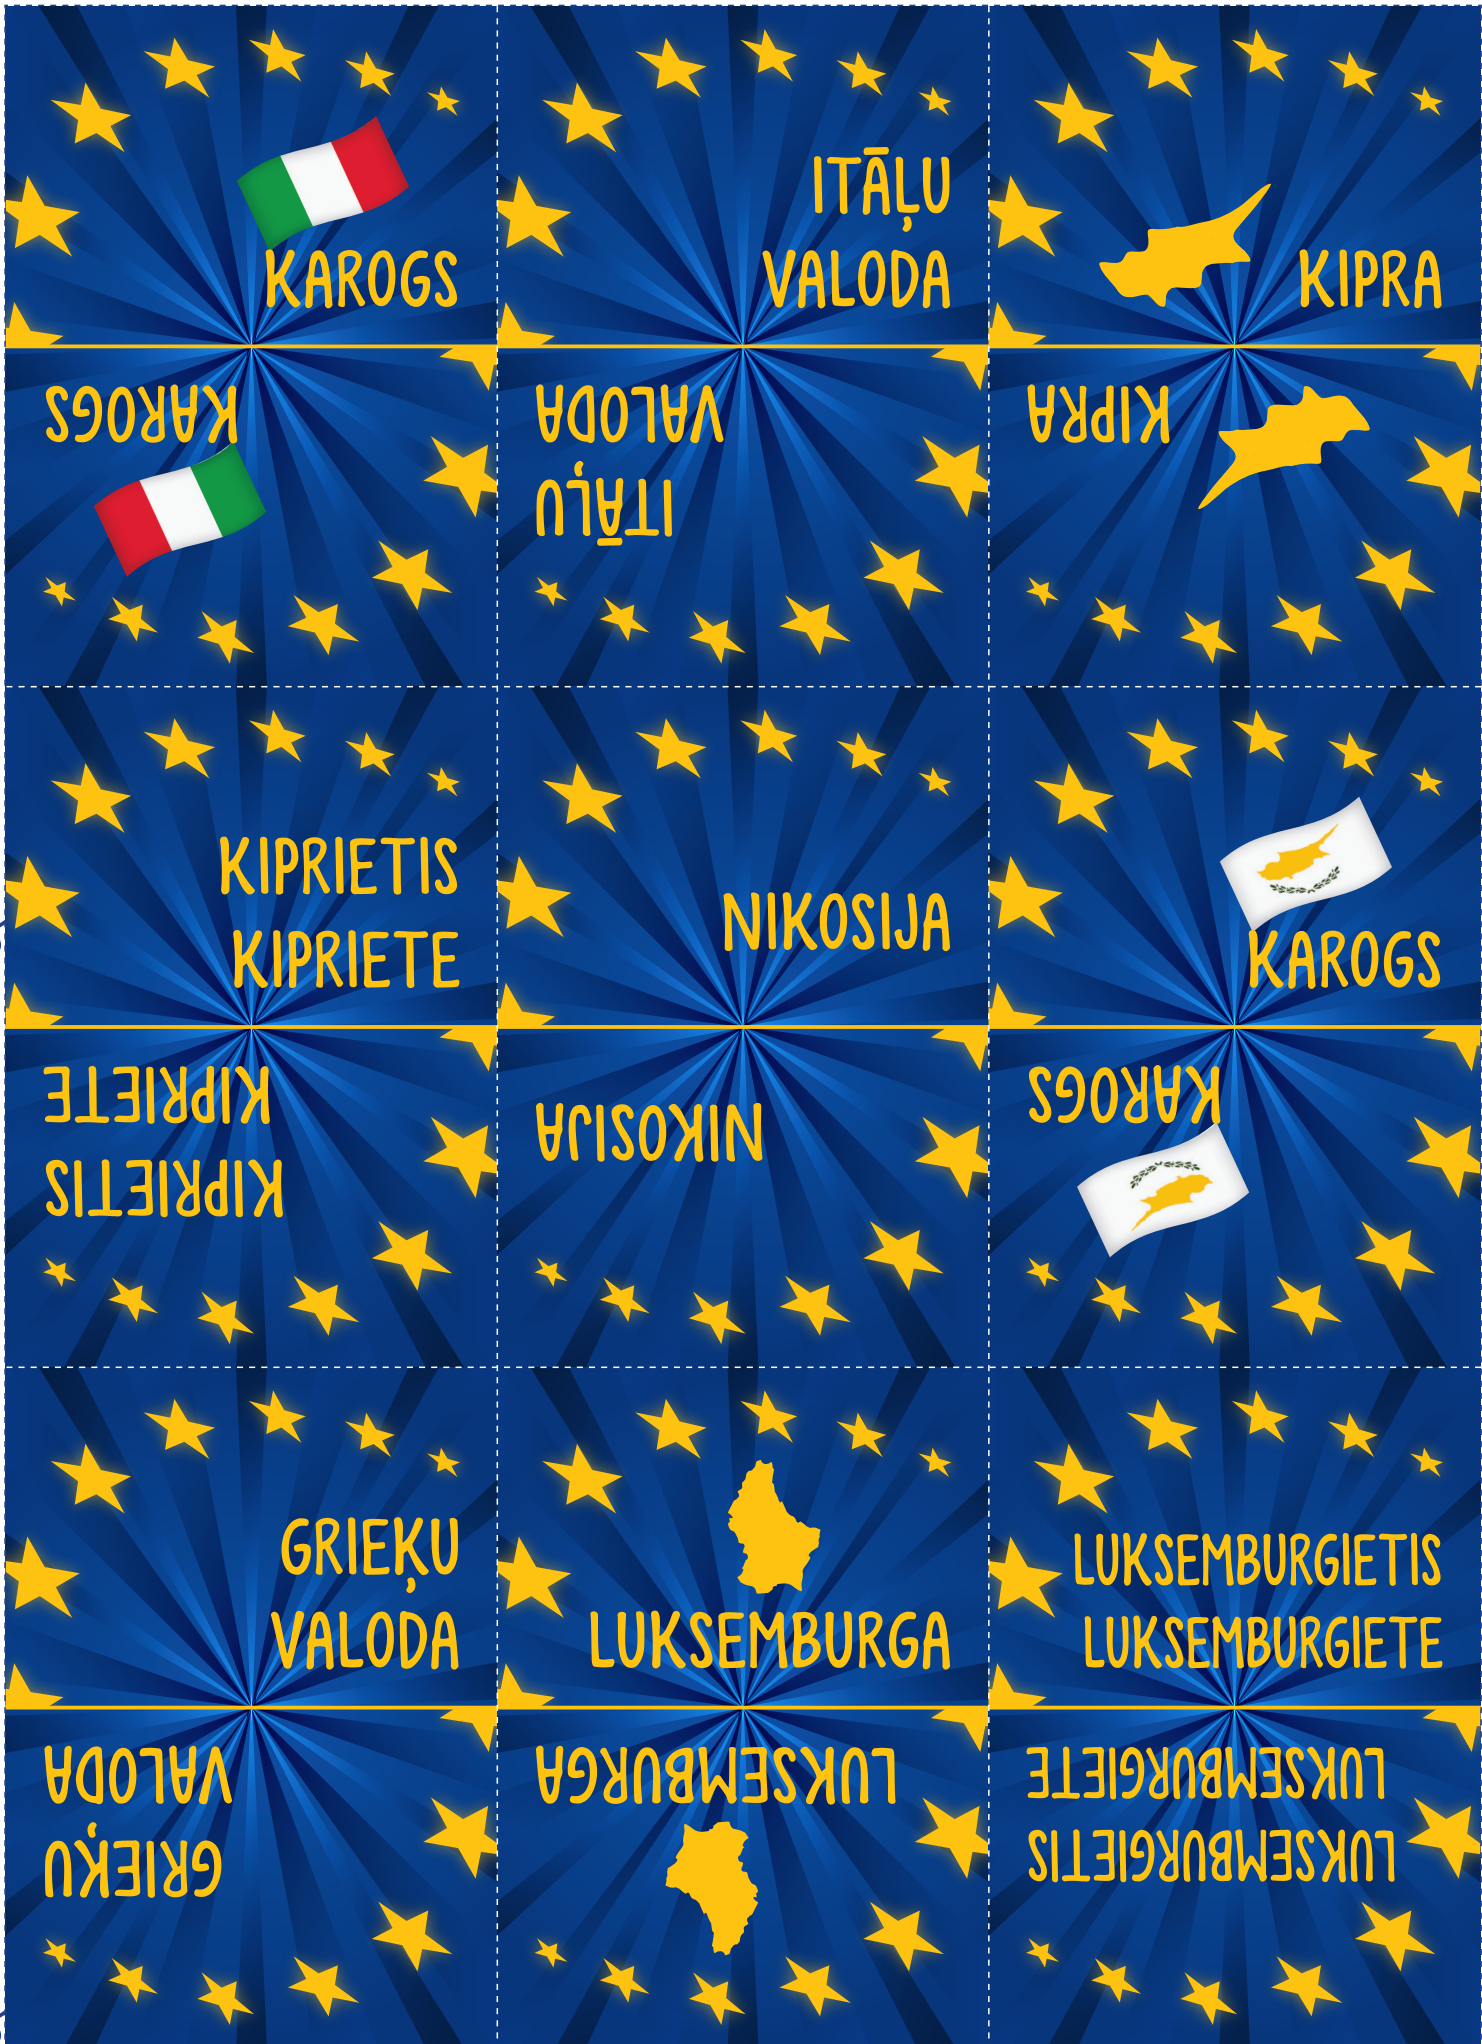 KAROGS
KAROGS
ITĀĻU
VALODA
ITĀĻU
VALODA
KIPRA
KIPRA
KIPRIETIS
KIPRIETE
KIPRIETIS
KIPRIETE
NIKOSIJA
NIKOSIJA
KAROGS
KAROGS
GRIEĶU
VALODA
GRIEĶU
VALODA
LUKSEMBURGA
LUKSEMBURGA
LUKSEMBURGIETIS
LUKSEMBURGIETE
LUKSEMBURGIETIS
LUKSEMBURGIETE